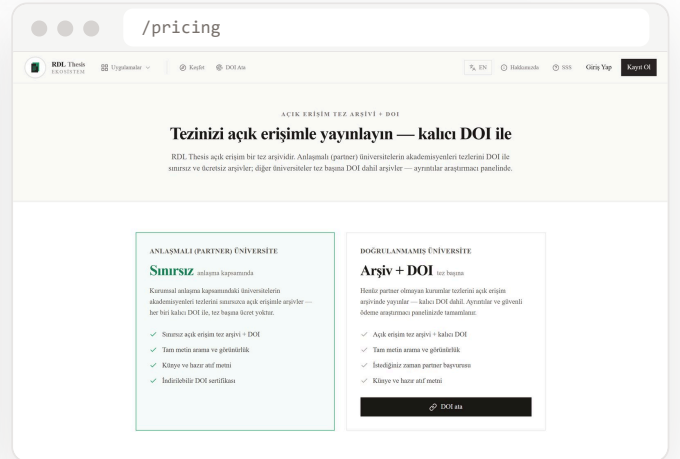 /pricing
RDL Thesis
EKOSİSTEM
Uygulamalar
Keşfet
DOI Ata
EN
Hakkımızda
SSS
Giriş Yap
Kayıt Ol
AÇIK ERİŞİM TEZ ARŞİVİ + DOI
Tezinizi açık erişimle yayınlayın — kalıcı DOI ile
RDL Thesis açık erişim bir tez arşividir. Anlaşmalı (partner) üniversitelerin akademisyenleri tezlerini DOI ile
sınırsız ve ücretsiz arşivler; diğer üniversiteler tez başına DOI dahil arşivler — ayrıntılar araştırmacı panelinde.
ANLAŞMALI (PARTNER) ÜNİVERSİTE
Sınırsız anlaşma kapsamında
Kurumsal anlaşma kapsamındaki üniversitelerin
akademisyenleri tezlerini sınırsızca açık erişimle arşivler —
her biri kalıcı DOI ile, tez başına ücret yoktur.
Sınırsız açık erişim tez arşivi + DOI
Tam metin arama ve görünürlük
Künye ve hazır atıf metni
İndirilebilir DOI sertifikası
DOĞRULANMAMIŞ ÜNİVERSİTE
Arşiv + DOI tez başına
Henüz partner olmayan kurumlar tezlerini açık erişim
arşivinde yayınlar — kalıcı DOI dahil. Ayrıntılar ve güvenli
ödeme araştırmacı panelinizde tamamlanır.
Açık erişim tez arşivi + kalıcı DOI
Tam metin arama ve görünürlük
İstediğiniz zaman partner başvurusu
Künye ve hazır atıf metni
DOI ata